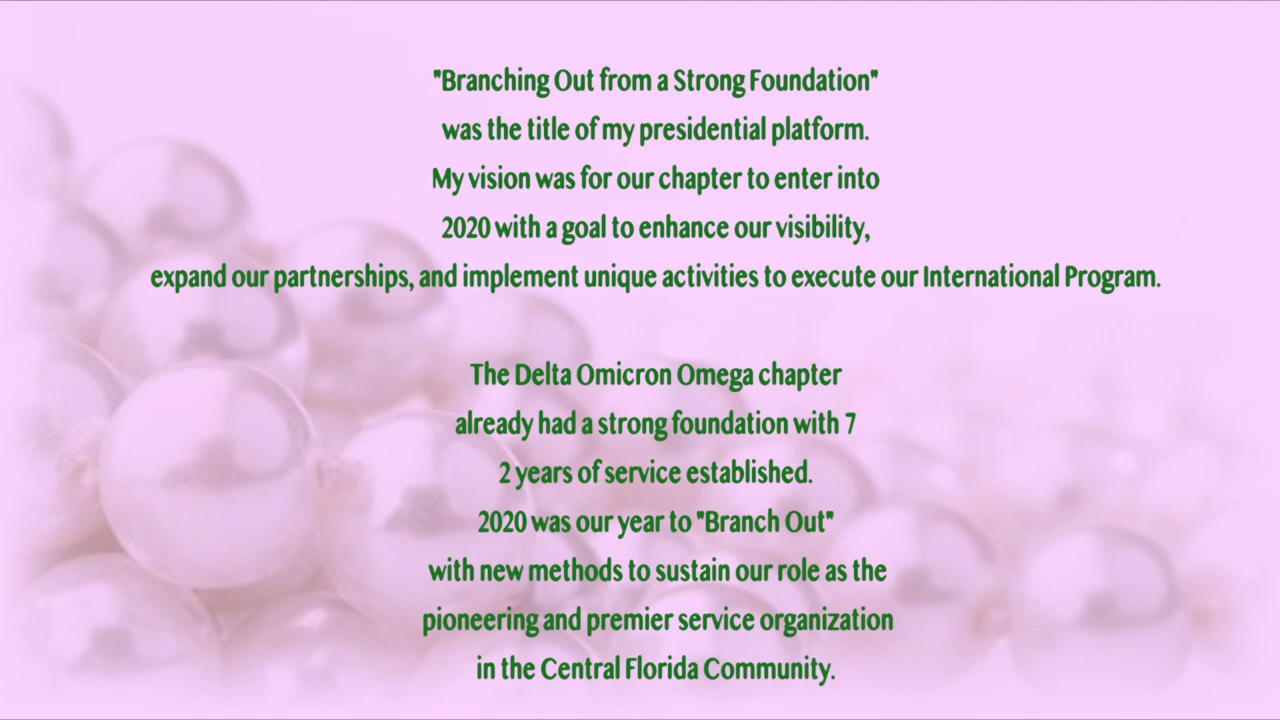 "Branching Out from a Strong Foundation"
was the title of my presidential platform.
My vision was for our chapter to enter into
2020 with a goal to enhance our visibility,
expand our partnerships, and implement unique activities to execute our International Program.
The Delta Omicron Omega chapter
already had a strong foundation with 7
2 years of service established.
2020 was our year to "Branch Out"
with new methods to sustain our role as the
pioneering and premier service organization
in the Central Florida Community.